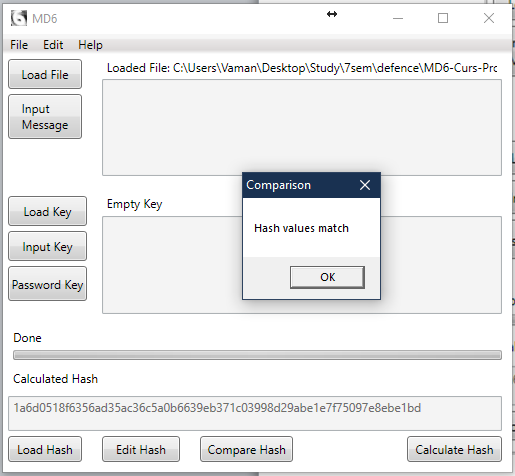 MD6
File Edit Help
Load File
Loaded File: C:\Users\Vaman\Desktop\Study\7sem\defence\MD6-Curs-Prc
Input
Message
Comparison
Hash values match
OK
Load Key
Empty Key
Input Key
Password Key
Done
Calculated Hash
1a6d0518f6356ad35ac36c5a0b6639eb371c03998d29abe1e7f75097e8ebe1bd
Load Hash
Edit Hash
Compare Hash
Calculate Hash